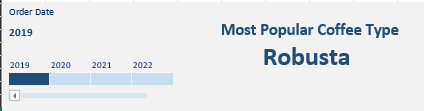 Order Date
2019
2019 2020 2021 2022
Most Popular Coffee Type
Robusta